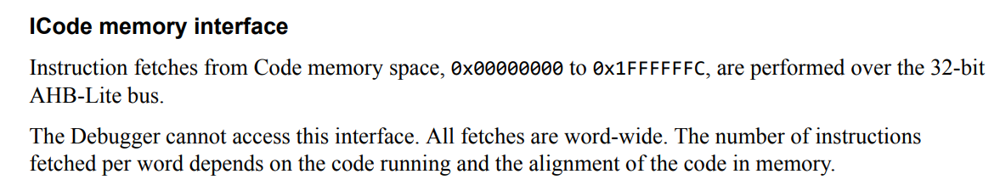 ICode memory interface
Instruction fetches from Code memory space, 0x00000000 to 0x1FFFFFFC, are performed over the 32-bit
AHB-Lite bus.
The Debugger cannot access this interface. All fetches are word-wide. The number of instructions
fetched per word depends on the code running and the alignment of the code in memory.